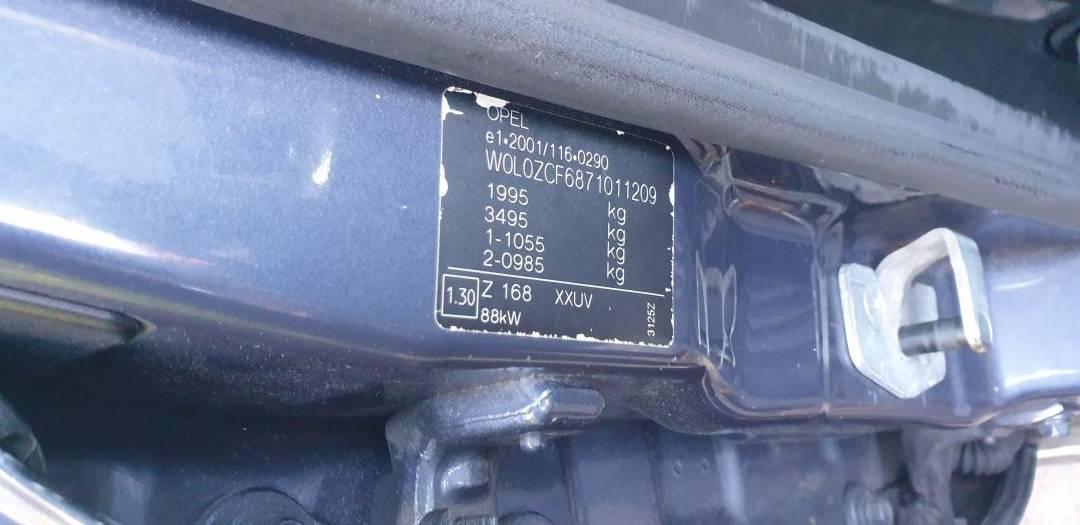 OPEL
e1•2001/116•0290
W0L0ZCF6871011209
1995 kg
3495 kg
1-1055 kg
2-0985 kg
1.30 Z 168 XXUV
88kW
3125Z